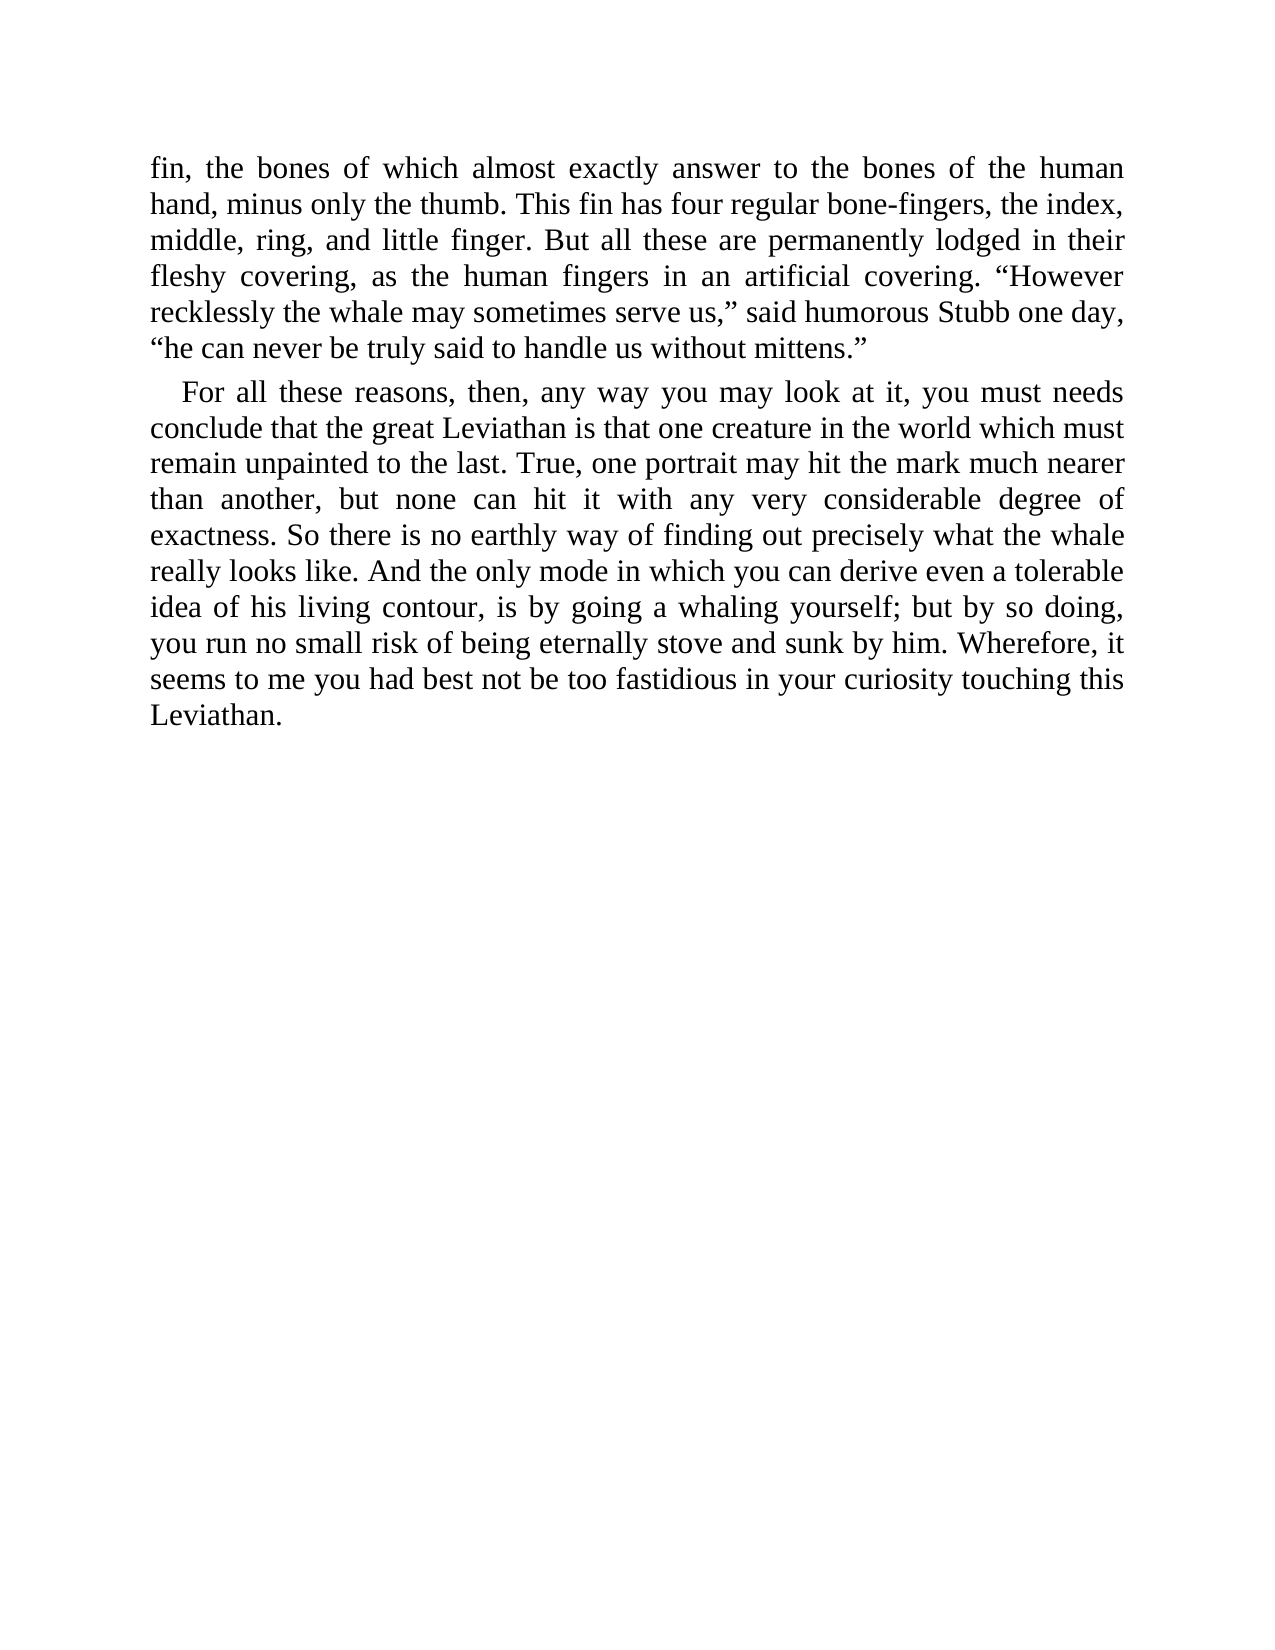 fin, the bones of which almost exactly answer to the bones of the human
hand, minus only the thumb. This fin has four regular bone-fingers, the index,
middle, ring, and little finger. But all these are permanently lodged in their
fleshy covering, as the human fingers in an artificial covering. “However
recklessly the whale may sometimes serve us,” said humorous Stubb one day,
“he can never be truly said to handle us without mittens.”
For all these reasons, then, any way you may look at it, you must needs
conclude that the great Leviathan is that one creature in the world which must
remain unpainted to the last. True, one portrait may hit the mark much nearer
than another, but none can hit it with any very considerable degree of
exactness. So there is no earthly way of finding out precisely what the whale
really looks like. And the only mode in which you can derive even a tolerable
idea of his living contour, is by going a whaling yourself; but by so doing,
you run no small risk of being eternally stove and sunk by him. Wherefore, it
seems to me you had best not be too fastidious in your curiosity touching this
Leviathan.